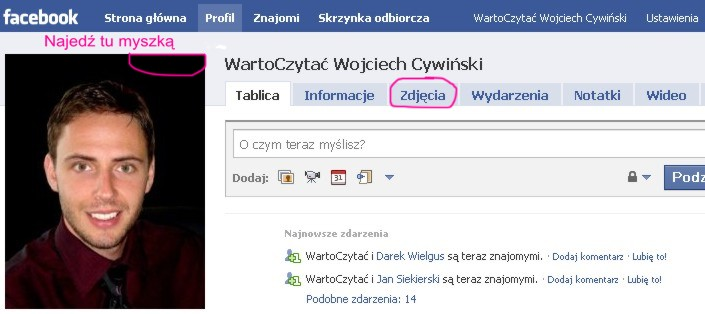 facebook Strona główna Profil Znajomi Skrzynka odbiorcza WartoCzytać Wojciech Cywiński Ustawienia
Najedź tu myszką
WartoCzytać Wojciech Cywiński
Tablica Informacje Zdjęcia Wydarzenia Notatki Wideo
O czym teraz myślisz?
Dodaj: 31 Podz
Najnowsze zdarzenia
WartoCzytać i Darek Wielgus są teraz znajomymi. · Dodaj komentarz · Lubię to!
WartoCzytać i Jan Siekierski są teraz znajomymi. · Dodaj komentarz · Lubię to!
Podobne zdarzenia: 14